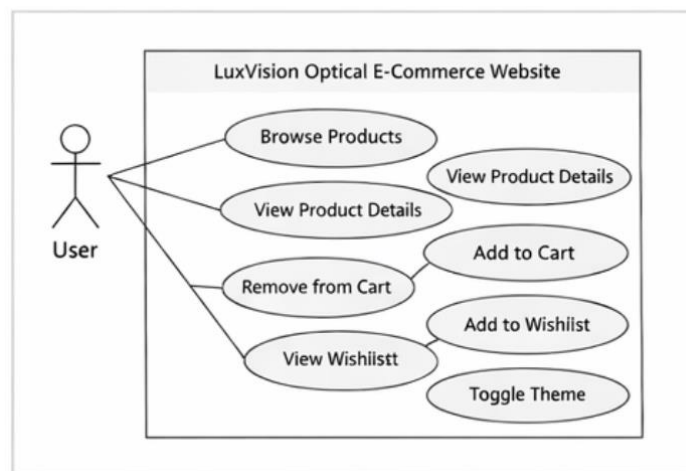 LuxVision Optical E-Commerce Website
Browse Products
View Product Details
View Product Details
User
Add to Cart
Remove from Cart
Add to Wishiist
View Wishiistt
Toggle Theme